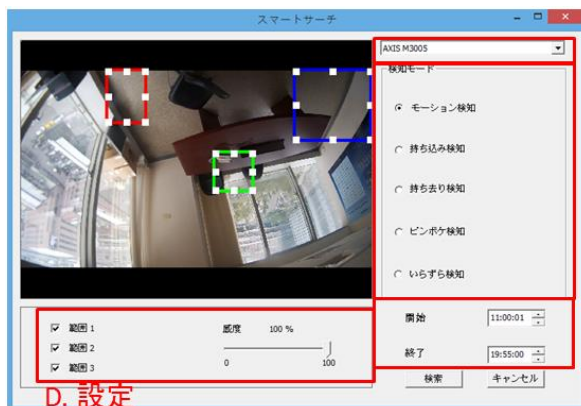 スマートサーチ
AXIS M3005
検知モード
モーション検知
持ち込み検知
持ち去り検知
ピンボケ検知
いらずら検知
範囲 1
範囲 2
範囲 3
感度 100 %
0 100
開始 11:00:01
終了 19:55:00
検索 キャンセル
D. 設定